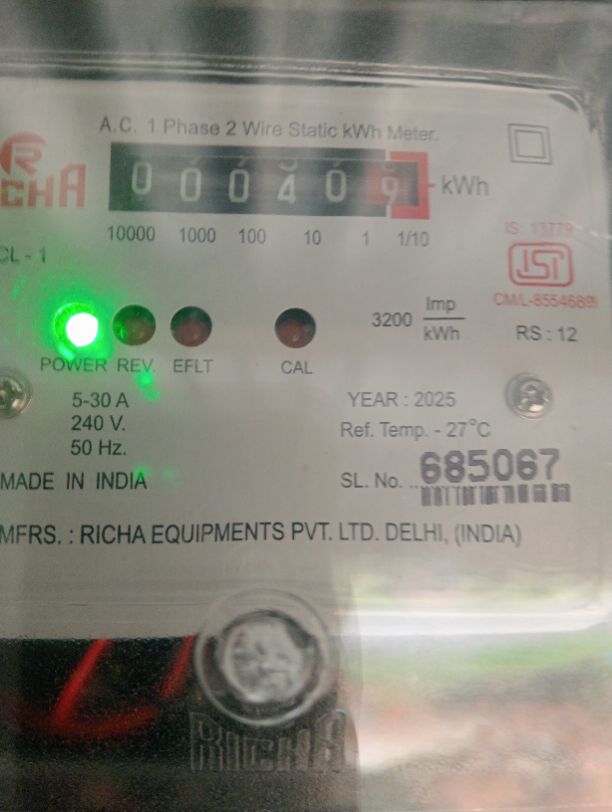 A.C. 1 Phase 2 Wire Static kWh Meter.
R
RICHA
0 0 0 4 0 9 kWh
10000 1000 100 10 1 1/10
CL - 1
IS: 13779
ISI
CM/L-85546895
3200 Imp/kWh
RS : 12
POWER REV. EFLT CAL
5-30 A
240 V.
50 Hz.
YEAR : 2025
Ref. Temp. - 27°C
MADE IN INDIA
SL. No. .. 685067
MFRS. : RICHA EQUIPMENTS PVT. LTD. DELHI, (INDIA)
RICHA